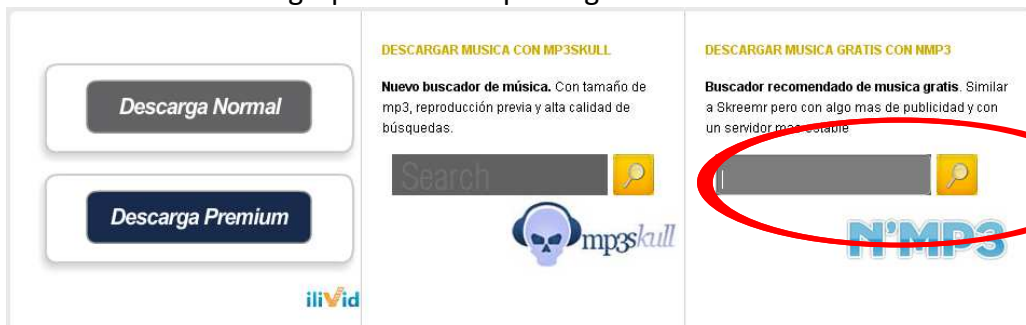 Descarga Normal
Descarga Premium
iliVid
DESCARGAR MUSICA CON MP3SKULL
Nuevo buscador de música. Con tamaño de
mp3, reproducción previa y alta calidad de
búsquedas.
Search
mp3skull
DESCARGAR MUSICA GRATIS CON NMP3
Buscador recomendado de musica gratis. Similar
a Skreemr pero con algo mas de publicidad y con
un servidor mas estable
N'MP3